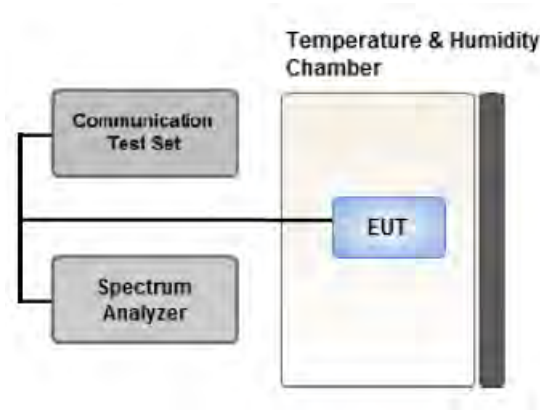 Temperature & Humidity
Chamber
Communication
Test Set
EUT
Spectrum
Analyzer